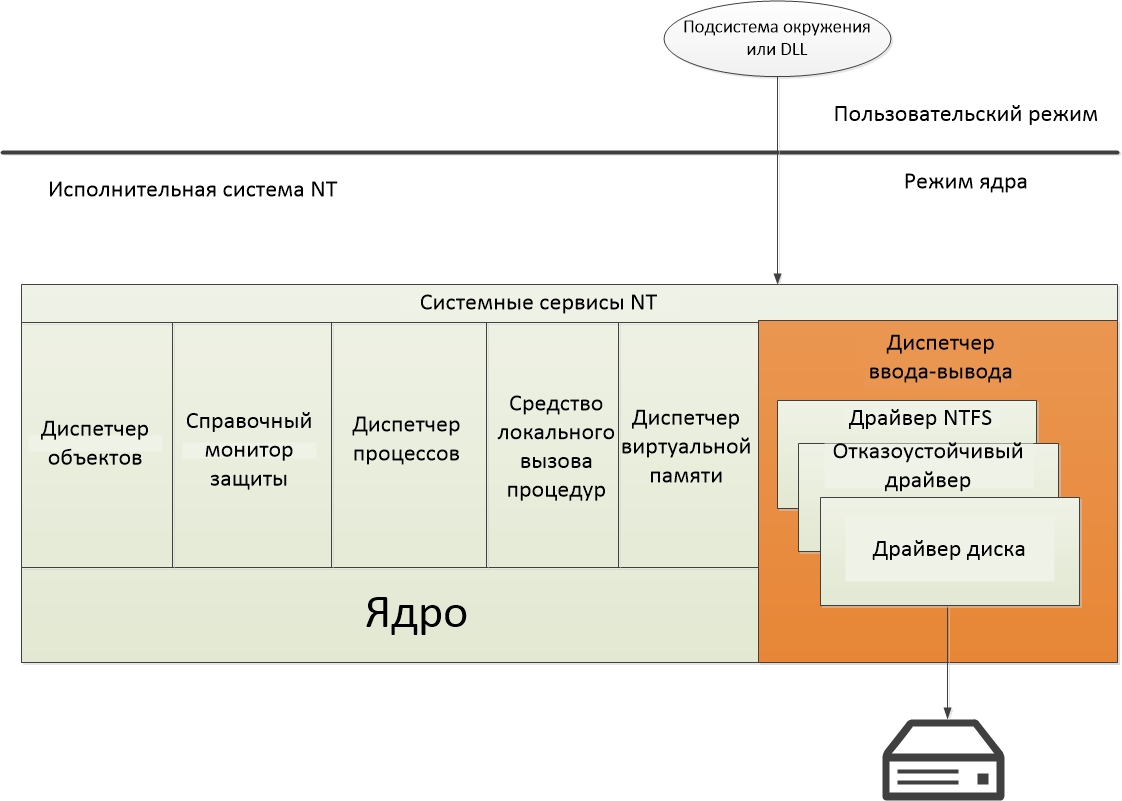 Подсистема окружения
или DLL
Пользовательский режим
Исполнительная система NT
Режим ядра
Системные сервисы NT
Диспетчер
объектов
Справочный
монитор
защиты
Диспетчер
процессов
Средство
локального
вызова
процедур
Диспетчер
виртуальной
памяти
Диспетчер
ввода-вывода
Драйвер NTFS
Отказоустойчивый
драйвер
Драйвер диска
Ядро